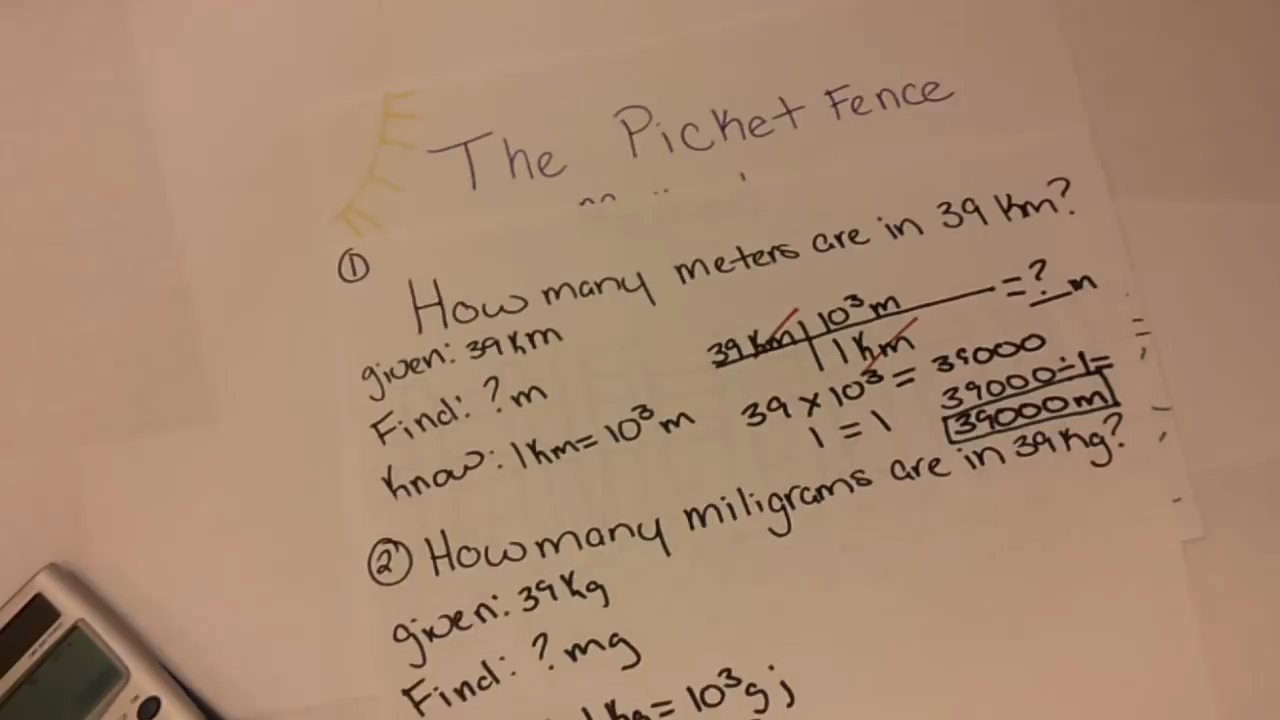 The Picket Fence
① How many meters are in 39 Km?
given: 39 Km
Find: ? m
Know: 1 Km = 10³ m
39 Km | 10³ m = ? m
1 Km
39 × 10³ = 39000
1 = 1
39000 ÷ 1 =
39000 m
② How many miligrams are in 39 Kg?
given: 39 Kg
Find: ? mg
1 Kg = 10³ g ;